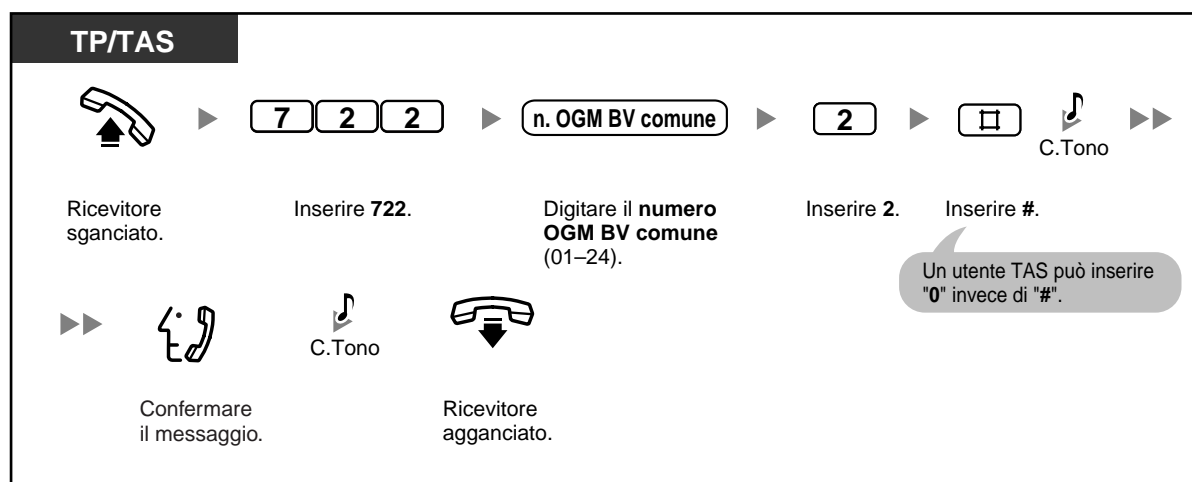 TP/TAS
7 2 2
n. OGM BV comune
2
#
C.Tono
Ricevitore
sganciato.
Inserire 722.
Digitare il numero
OGM BV comune
(01–24).
Inserire 2.
Inserire #.
Un utente TAS può inserire
"0" invece di "#".
C.Tono
Confermare
il messaggio.
Ricevitore
agganciato.